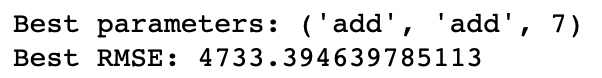 Best parameters: ('add', 'add', 7)
Best RMSE: 4733.394639785113